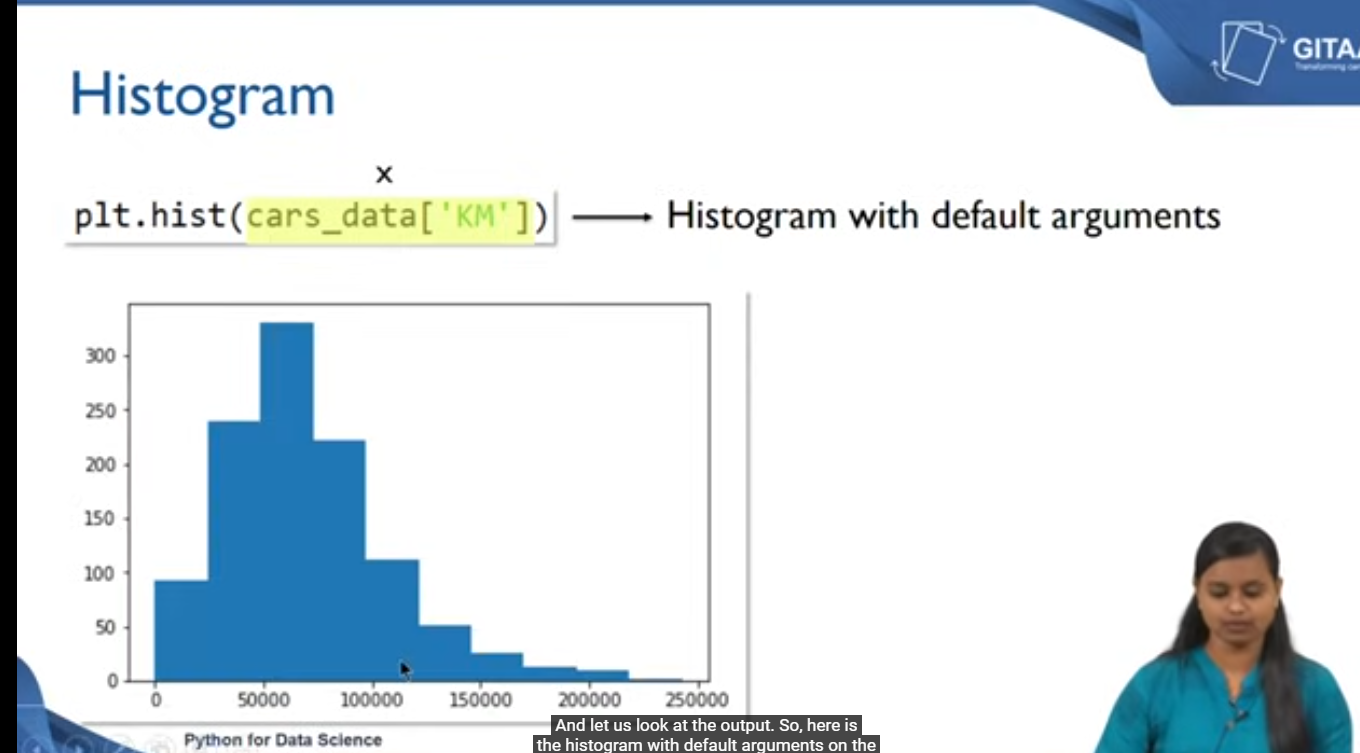 GITAA
Histogram
x
plt.hist(cars_data['KM']) Histogram with default arguments
300
250
200
150
100
50
0
0 50000 100000 150000 200000 250000
Python for Data Science
And let us look at the output. So, here is
the histogram with default arguments on the